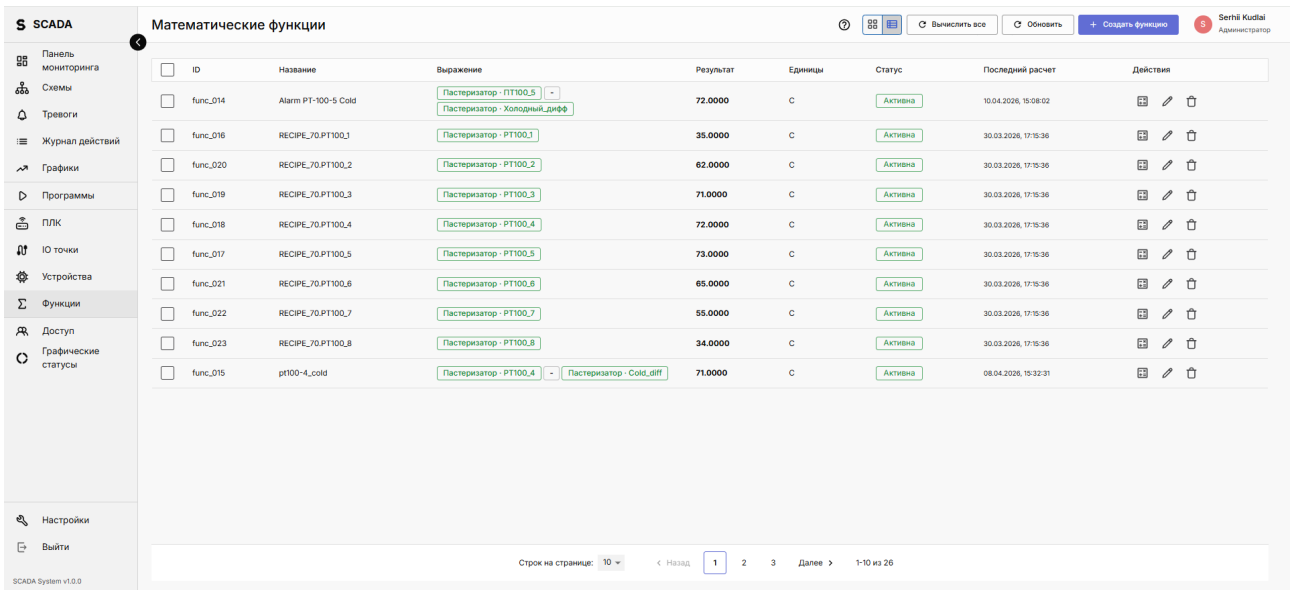 S SCADA
Математические функции
Вычислить все
Обновить
+ Создать функцию
S
Serhii Kudlai
Администратор
Панель
мониторинга
Схемы
Тревоги
Журнал действий
Графики
Программы
ПЛК
IO точки
Устройства
Функции
Доступ
Графические
статусы
Настройки
Выйти
SCADA System v1.0.0
ID Название Выражение Результат Единицы Статус Последний расчет Действия
func_014 Alarm PT-100-5 Cold Пастеризатор · ПТ100_5 - 72.0000 C Активна 10.04.2026, 15:08:02
Пастеризатор · Холодный_дифф
func_016 RECIPE_70.PT100_1 Пастеризатор · PT100_1 35.0000 C Активна 30.03.2026, 17:15:36
func_020 RECIPE_70.PT100_2 Пастеризатор · PT100_2 62.0000 C Активна 30.03.2026, 17:15:36
func_019 RECIPE_70.PT100_3 Пастеризатор · PT100_3 71.0000 C Активна 30.03.2026, 17:15:36
func_018 RECIPE_70.PT100_4 Пастеризатор · PT100_4 72.0000 C Активна 30.03.2026, 17:15:36
func_017 RECIPE_70.PT100_5 Пастеризатор · PT100_5 73.0000 C Активна 30.03.2026, 17:15:36
func_021 RECIPE_70.PT100_6 Пастеризатор · PT100_6 65.0000 C Активна 30.03.2026, 17:15:36
func_022 RECIPE_70.PT100_7 Пастеризатор · PT100_7 55.0000 C Активна 30.03.2026, 17:15:36
func_023 RECIPE_70.PT100_8 Пастеризатор · PT100_8 34.0000 C Активна 30.03.2026, 17:15:36
func_015 pt100-4_cold Пастеризатор · PT100_4 - Пастеризатор · Cold_diff 71.0000 C Активна 08.04.2026, 15:32:31
Строк на странице: 10 < Назад 1 2 3 Далее > 1-10 из 26